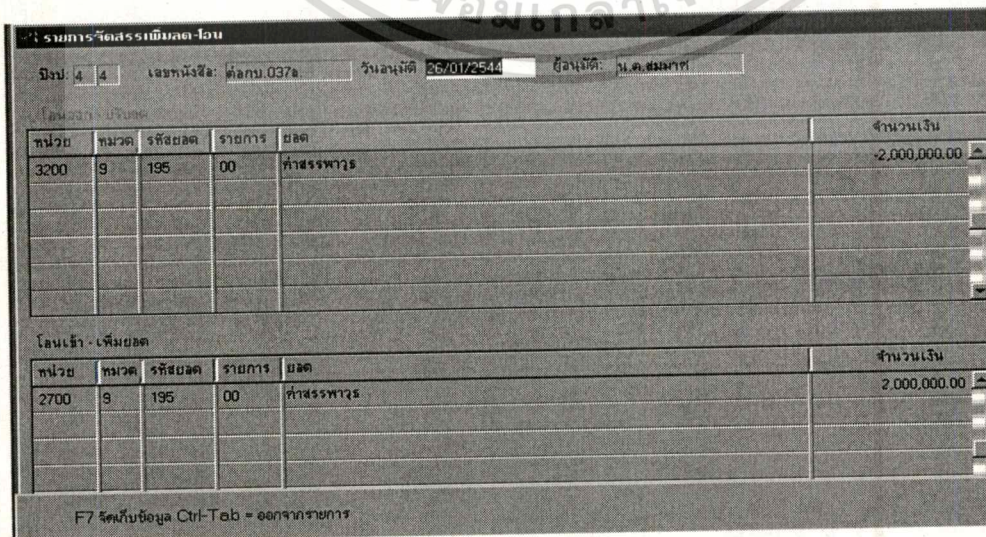 จอมเกล้าเจ้า
รายการจัดสรรเพิ่มลด-โอน
ปีงป: 4 4 เลขหนังสือ: ต่อกบ.037ล วันอนุมัติ 26/01/2544 ผู้อนุมัติ: น.ต.สมมาศ
โอนออก - ปรับลด
หน่วย หมวด รหัสยอด รายการ ยอด จำนวนเงิน
3200 9 195 00 ค่าสรรพาวุธ -2,000,000.00
โอนเข้า - เพิ่มยอด
หน่วย หมวด รหัสยอด รายการ ยอด จำนวนเงิน
2700 9 195 00 ค่าสรรพาวุธ 2,000,000.00
F7 จัดเก็บข้อมูล Ctrl-Tab = ออกจากรายการ